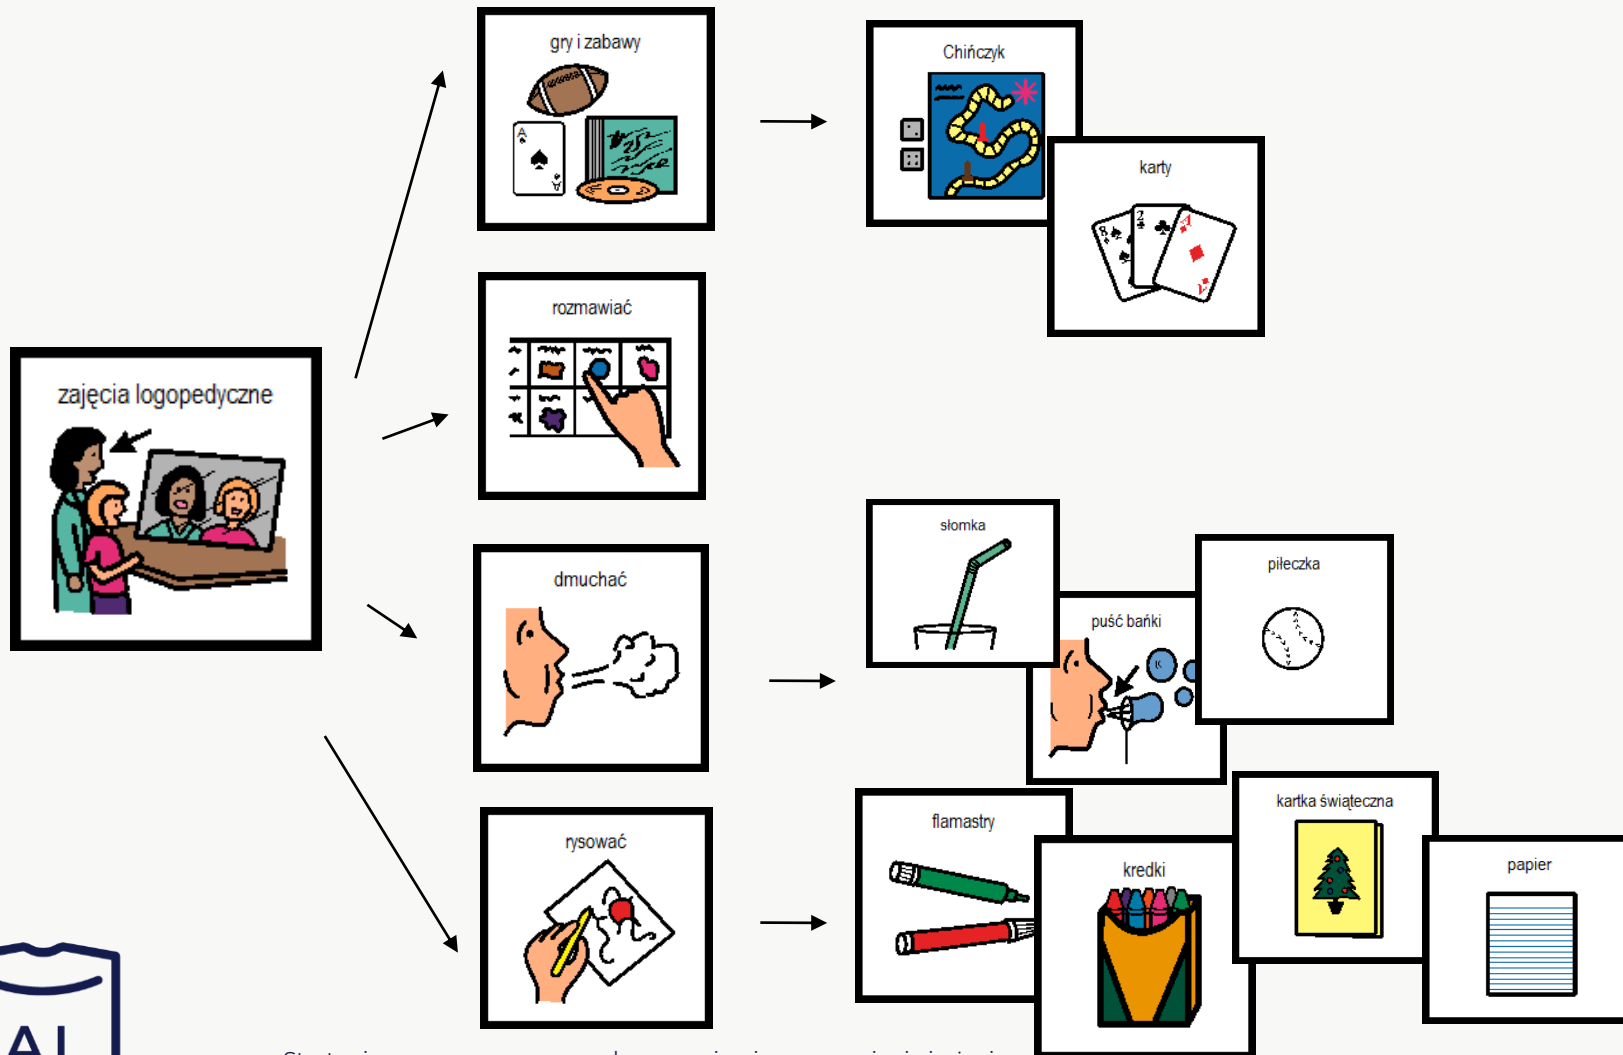 gry i zabawy
Chińczyk
karty
rozmawiać
zajęcia logopedyczne
słomka
piłeczka
puść bańki
dmuchać
rysować
flamastry
kredki
kartka świąteczna
papier